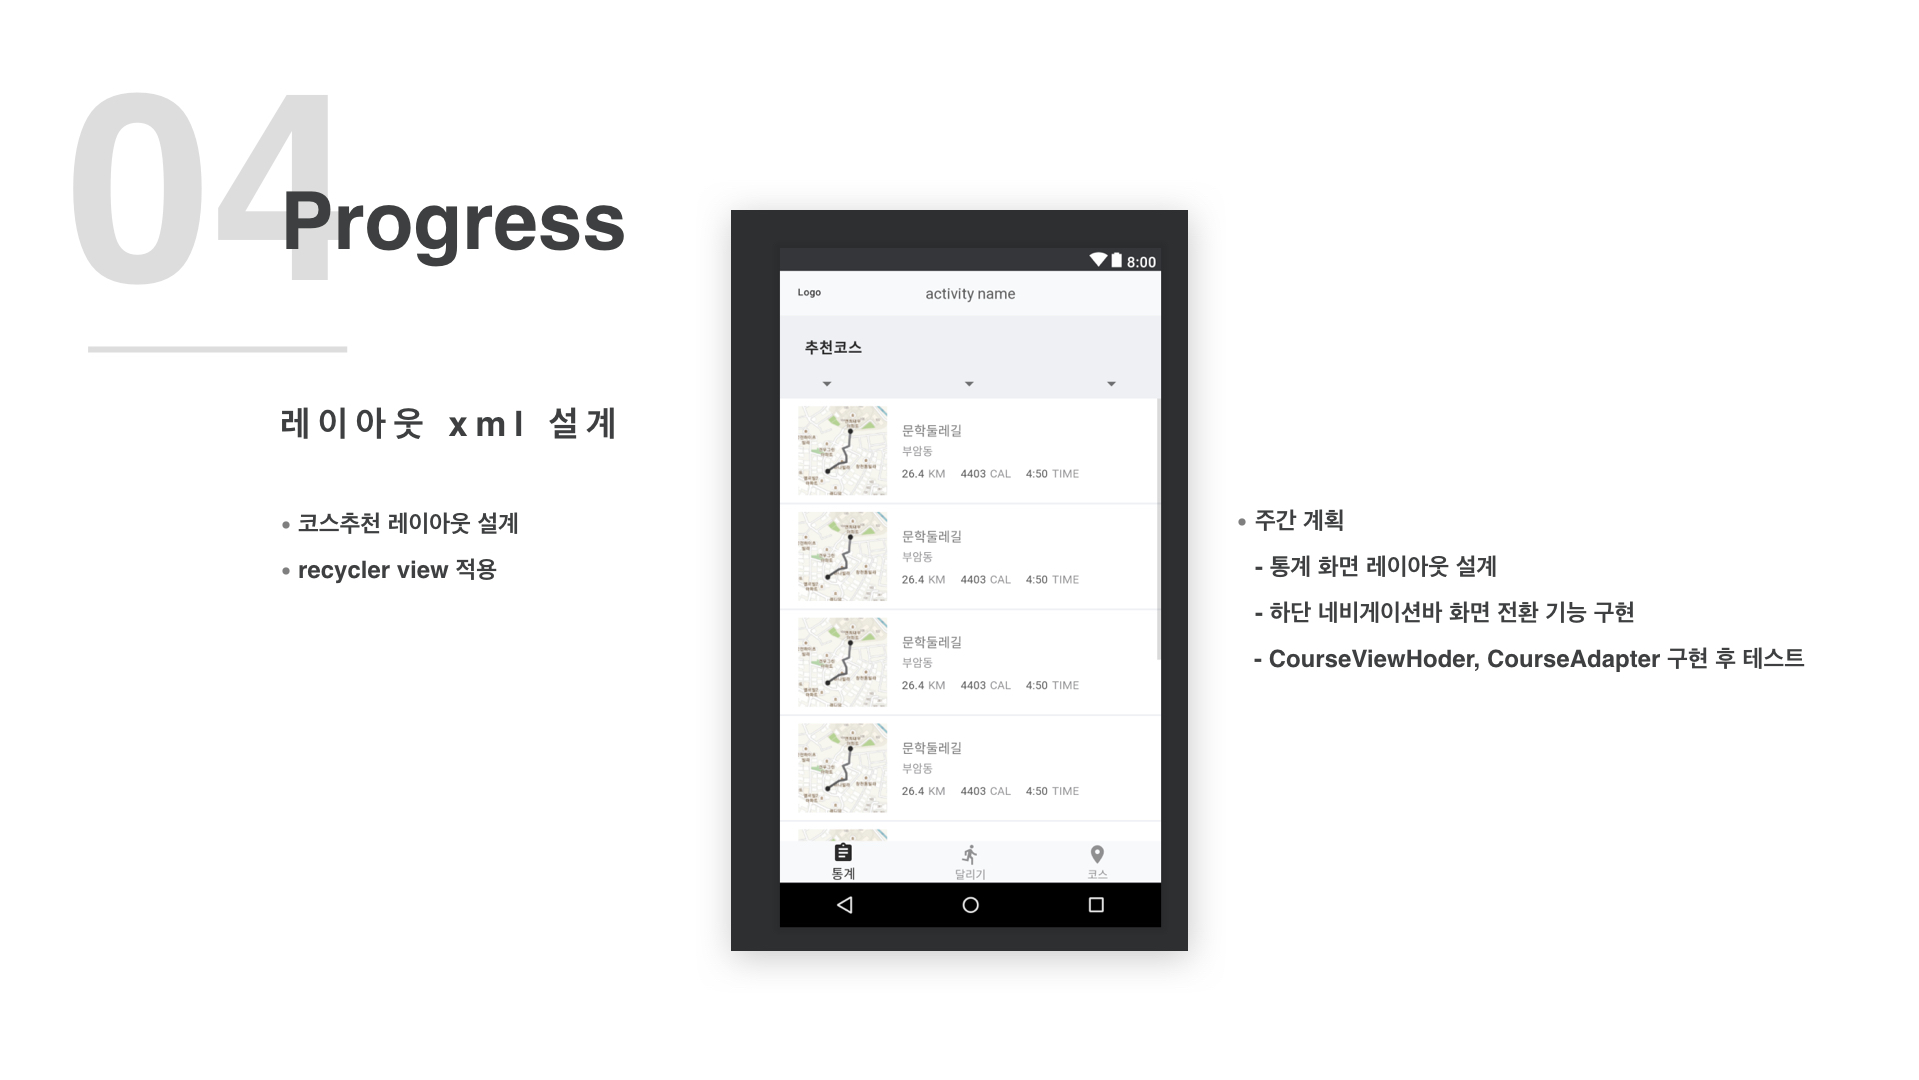 04
Progress
레이아웃 xml 설계
• 코스추천 레이아웃 설계
• recycler view 적용
8:00
Logo
activity name
추천코스
문학둘레길
부암동
26.4 KM 4403 CAL 4:50 TIME
문학둘레길
부암동
26.4 KM 4403 CAL 4:50 TIME
문학둘레길
부암동
26.4 KM 4403 CAL 4:50 TIME
문학둘레길
부암동
26.4 KM 4403 CAL 4:50 TIME
통계 달리기 코스
• 주간 계획
- 통계 화면 레이아웃 설계
- 하단 네비게이션바 화면 전환 기능 구현
- CourseViewHoder, CourseAdapter 구현 후 테스트